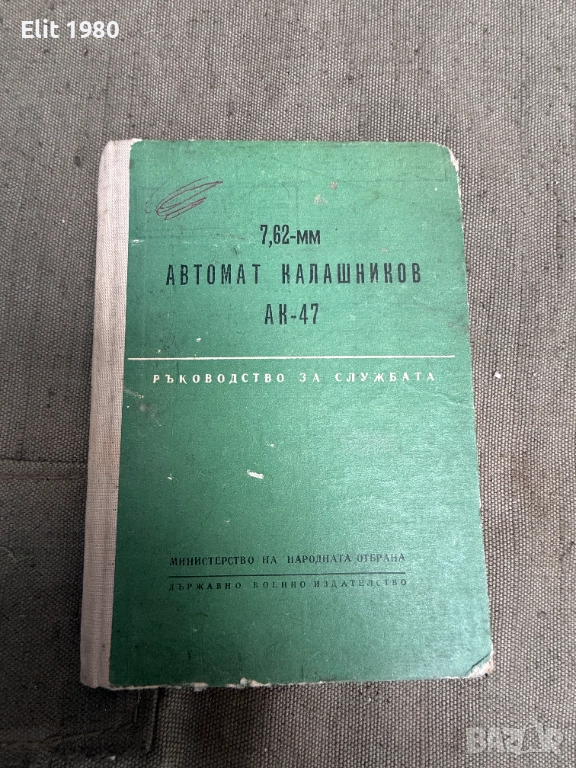 Elit 1980
7,62-мм
АВТОМАТ КАЛАШНИКОВ
АК-47
РЪКОВОДСТВО ЗА СЛУЖБАТА
МИНИСТЕРСТВО НА НАРОДНАТА ОТБРАНА
ДЪРЖАВНО ВОЕННО ИЗДАТЕЛСТВО
BAZAR